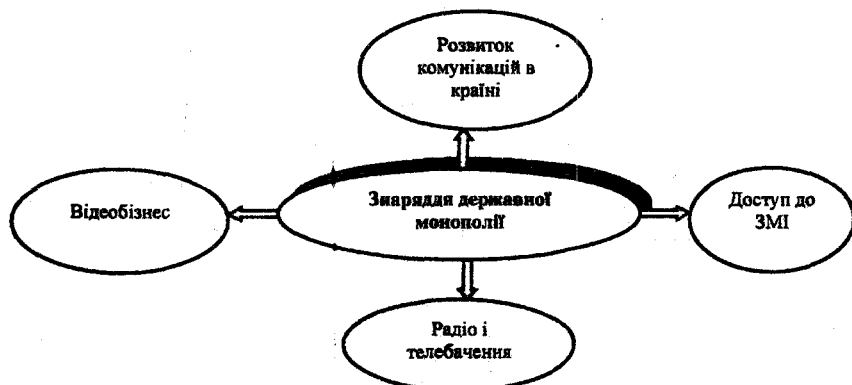 Розвиток
комунікацій в
країні
Відеобізнес
Знаряддя державної
монополії
Доступ до
ЗМІ
Радіо і
телебачення